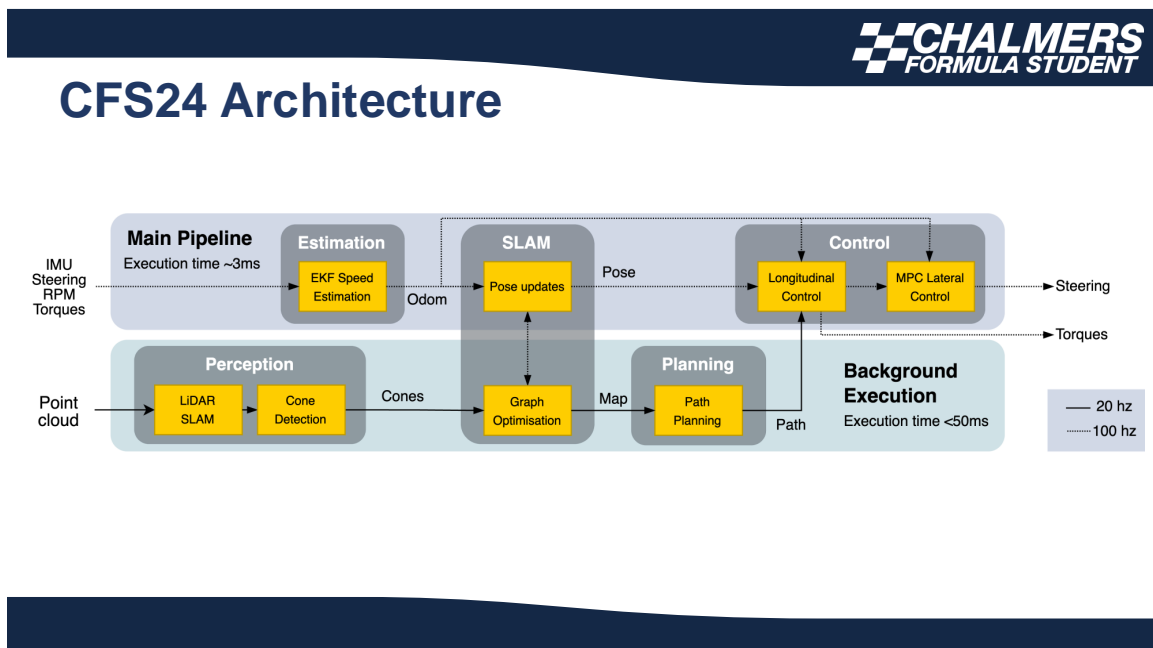 CHALMERS
FORMULA STUDENT
CFS24 Architecture
Main Pipeline
Execution time ~3ms
Estimation
SLAM
Control
IMU
Steering
RPM
Torques
EKF Speed
Estimation
Odom
Pose updates
Pose
Longitudinal
Control
MPC Lateral
Control
Steering
Torques
Perception
Planning
Background
Execution
Execution time <50ms
Point
cloud
LiDAR
SLAM
Cone
Detection
Cones
Graph
Optimisation
Map
Path
Planning
Path
20 hz
100 hz